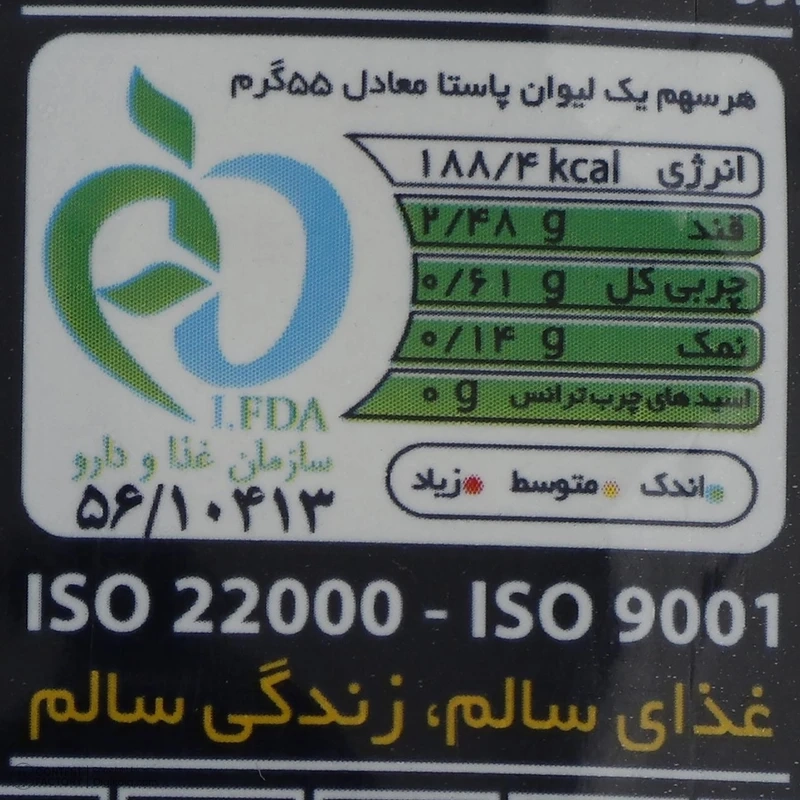 هر سهم یک لیوان پاستا معادل ۵۵گرم
انرژی ۱۸۸/۴ kcal
قند ۲/۴۸ g
چربی کل ۰/۶۱ g
نمک ۰/۱۴ g
اسیدهای چرب ترانس ۰ g
اندک متوسط زیاد
I.FDA
سازمان غذا و دارو
۵۶/۱۰۴۱۳
ISO 22000 - ISO 9001
غذای سالم، زندگی سالم